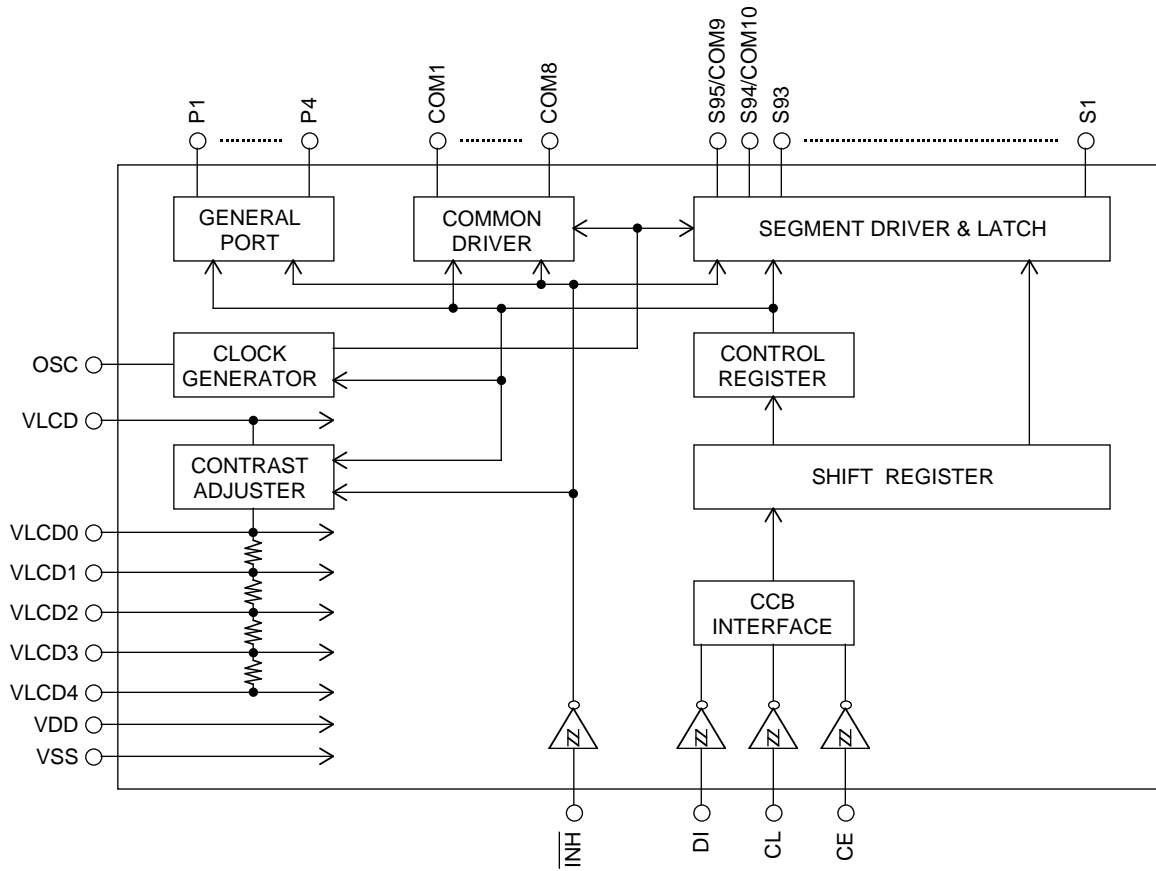 P1
P4
COM1
COM8
S95/COM9
S94/COM10
S93
S1
GENERAL
PORT
COMMON
DRIVER
SEGMENT DRIVER & LATCH
OSC
CLOCK
GENERATOR
CONTROL
REGISTER
VLCD
CONTRAST
ADJUSTER
SHIFT REGISTER
VLCD0
VLCD1
VLCD2
VLCD3
VLCD4
VDD
VSS
CCB
INTERFACE
INH
DI
CL
CE